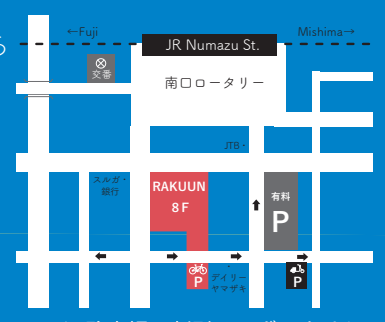 ←Fuji
Mishima→
JR Numazu St.
交番
南口ロータリー
JTB・
スルガ・
銀行
RAKUUN
8F
有料
P
P
デイリー
ヤマザキ
P